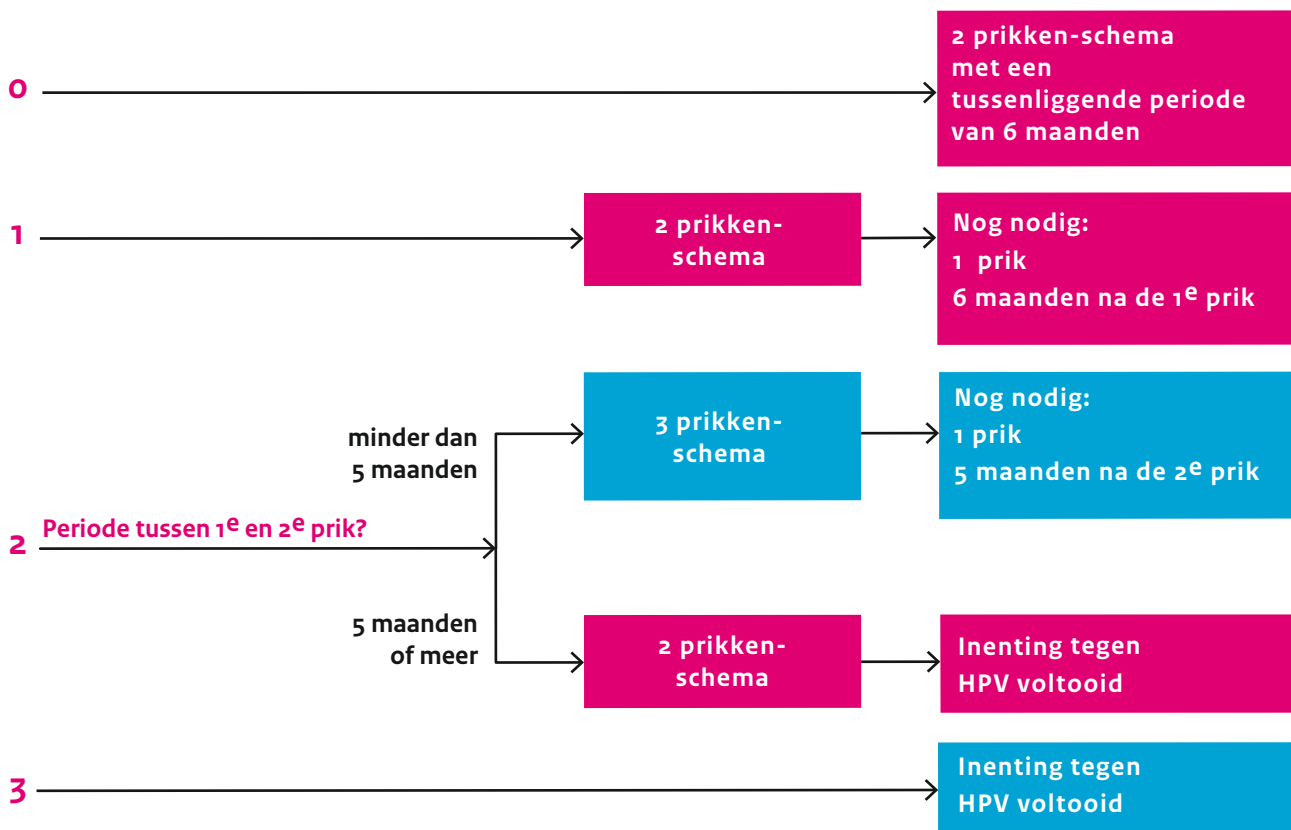 0
2 prikken-schema
met een
tussenliggende periode
van 6 maanden
1
2 prikken-
schema
Nog nodig:
1 prik
6 maanden na de 1e prik
2
Periode tussen 1e en 2e prik?
minder dan
5 maanden
3 prikken-
schema
Nog nodig:
1 prik
5 maanden na de 2e prik
5 maanden
of meer
2 prikken-
schema
Inenting tegen
HPV voltooid
3
Inenting tegen
HPV voltooid